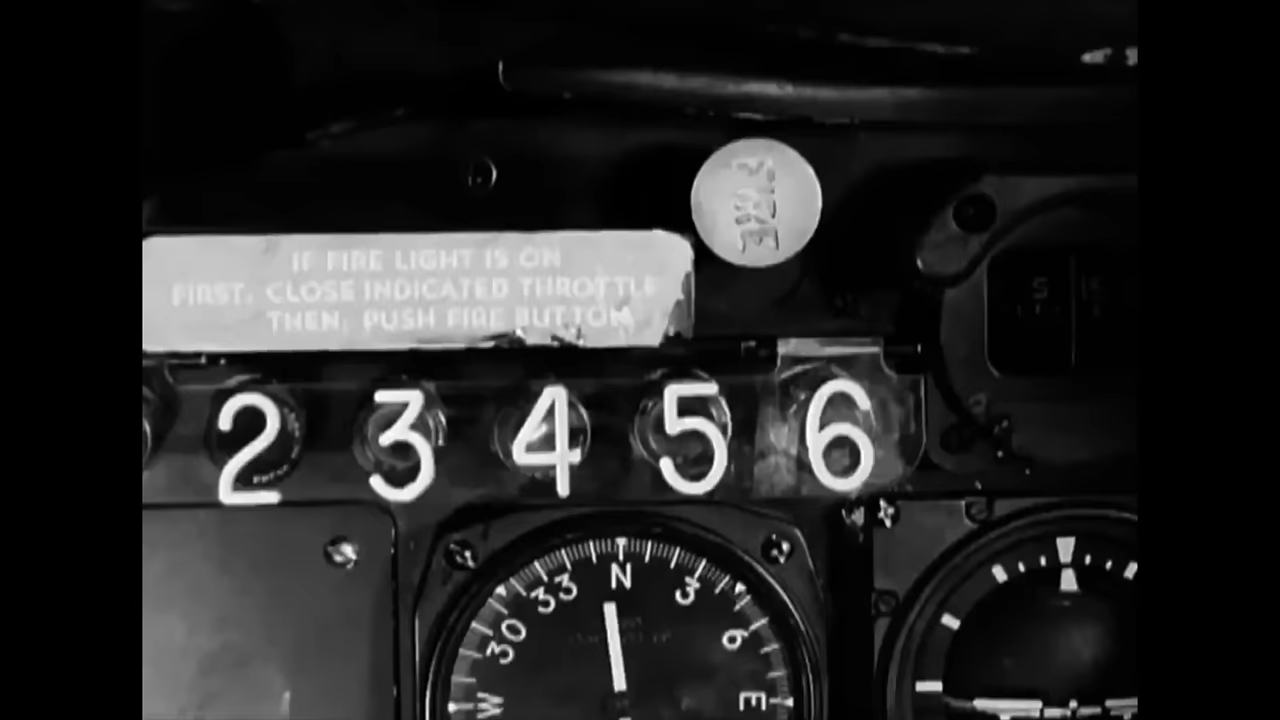 FIRE
IF FIRE LIGHT IS ON
FIRST, CLOSE INDICATED THROTTLE
THEN, PUSH FIRE BUTTON
2 3 4 5 6
33 N 3
30 6
W E